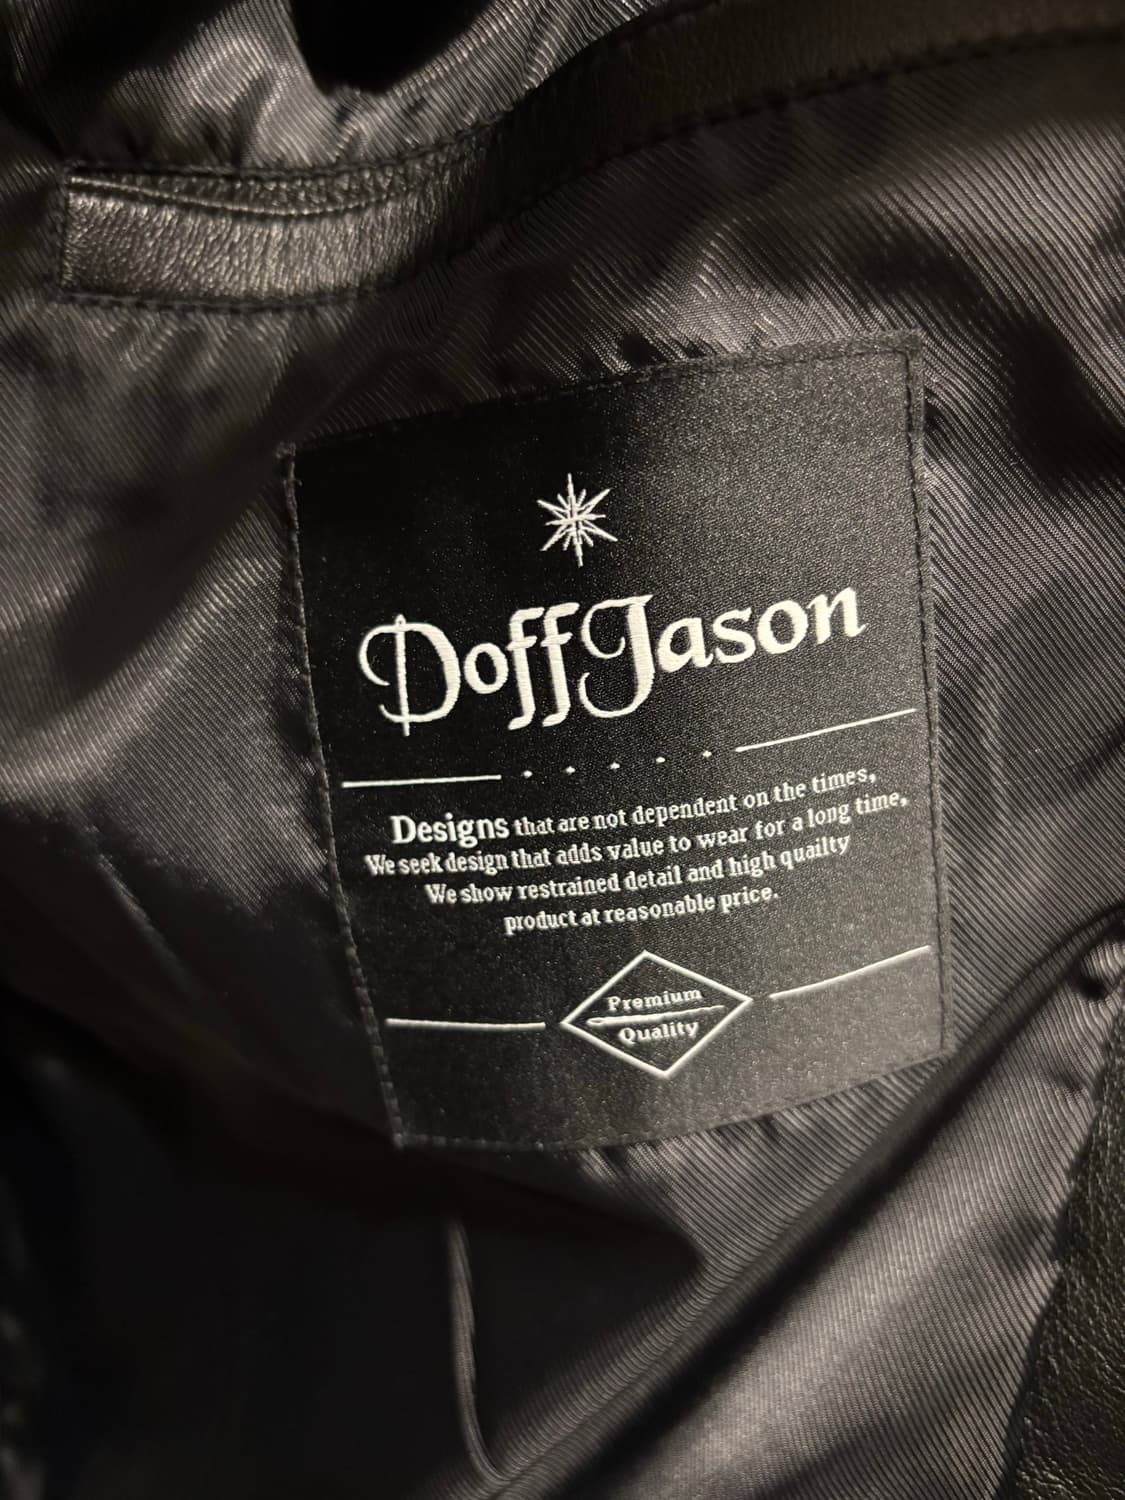 DoffJason
Designs that are not dependent on the times,
We seek design that adds value to wear for a long time,
We show restrained detail and high quailty
product at reasonable price.
Premium
Quality